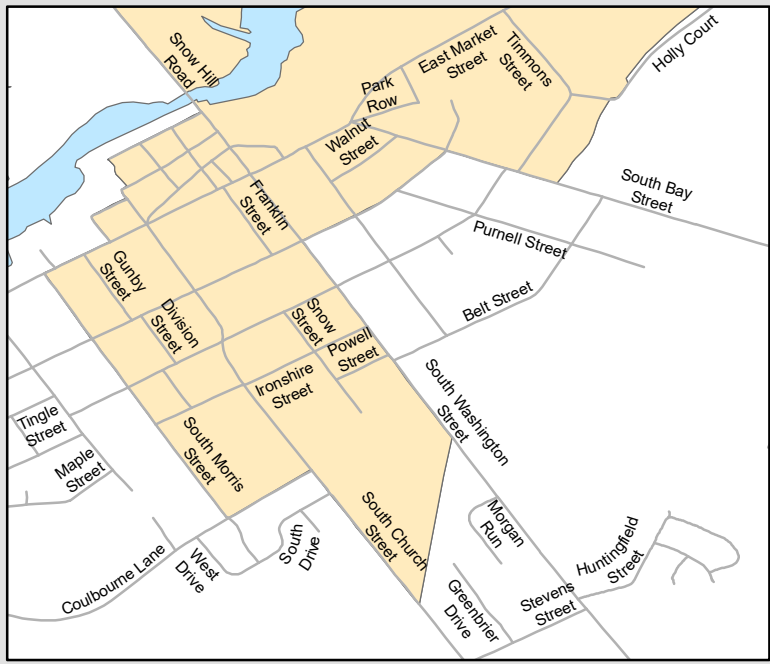 Snow Hill
Road
Holly Court
East Market
Street
Timmons
Street
Park
Row
Walnut
Street
South Bay
Street
Franklin
Street
Purnell Street
Gunby
Street
Belt Street
Division
Street
Snow
Street
Powell
Street
Ironshire
Street
South Washington
Street
Tingle
Street
Maple
Street
South Morris
Street
South Church
Street
Morgan
Run
South
Drive
West
Drive
Coulbourne Lane
Huntingfield
Street
Stevens
Street
Greenbrier
Drive